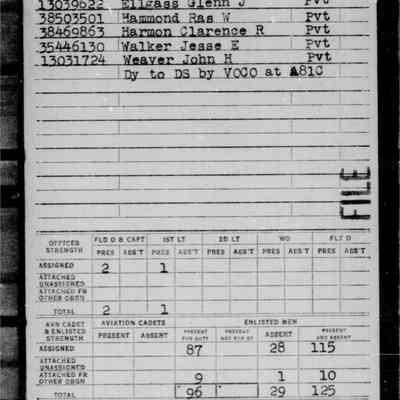 13039622 Ellgass Glenn J Pvt
38503501 Hammond Ras W Pvt
38469863 Harmon Clarence R Pvt
35446130 Walker Jesse E Pvt
13031724 Weaver John H Pvt
Dy to DS by VOCO at A81C
FILE
OFFICER STRENGTH FLD O & CAPT 1ST LT 2D LT WO FLT O
PRES ABS'T PRES ABS'T PRES ABS'T PRES ABS'T PRES ABS'T
ASSIGNED 2 1
ATTACHED UNASSIGNED
ATTACHED FR OTHER ORGN
TOTAL 2 1
AVN CADET & ENLISTED STRENGTH AVIATION CADETS ENLISTED MEN
PRESENT ABSENT PRESENT FOR DUTY PRESENT NOT FOR DY ABSENT PRESENT AND ABSENT
ASSIGNED 87 28 115
ATTACHED UNASSIGNED
ATTACHED FR OTHER ORGN 9 1 10
TOTAL 96 29 125